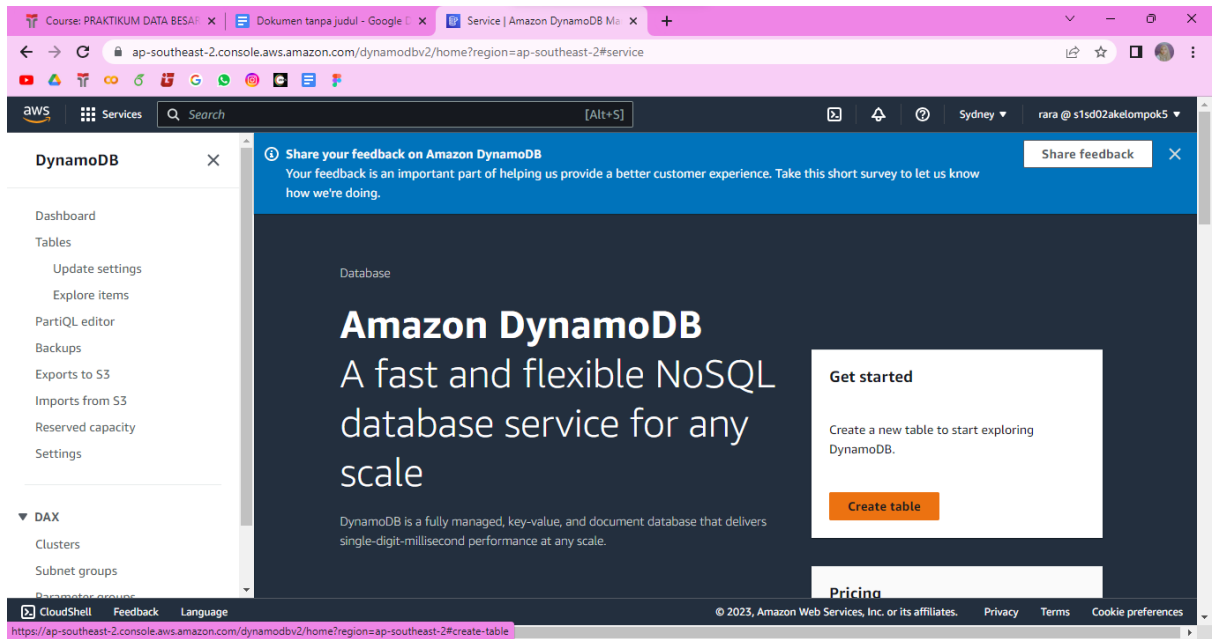 Course: PRAKTIKUM DATA BESAR
Dokumen tanpa judul - Google D
Service | Amazon DynamoDB Ma
ap-southeast-2.console.aws.amazon.com/dynamodbv2/home?region=ap-southeast-2#service
aws
Services
Search
[Alt+S]
Sydney ▼
rara @ s1sd02akelompok5 ▼
DynamoDB
Dashboard
Tables
Update settings
Explore items
PartiQL editor
Backups
Exports to S3
Imports from S3
Reserved capacity
Settings
▼ DAX
Clusters
Subnet groups
Parameter groups
Share your feedback on Amazon DynamoDB
Your feedback is an important part of helping us provide a better customer experience. Take this short survey to let us know
how we're doing.
Share feedback
Database
Amazon DynamoDB
A fast and flexible NoSQL
database service for any
scale
DynamoDB is a fully managed, key-value, and document database that delivers
single-digit-millisecond performance at any scale.
Get started
Create a new table to start exploring
DynamoDB.
Create table
Pricing
CloudShell
Feedback
Language
© 2023, Amazon Web Services, Inc. or its affiliates.
Privacy
Terms
Cookie preferences
https://ap-southeast-2.console.aws.amazon.com/dynamodbv2/home?region=ap-southeast-2#create-table